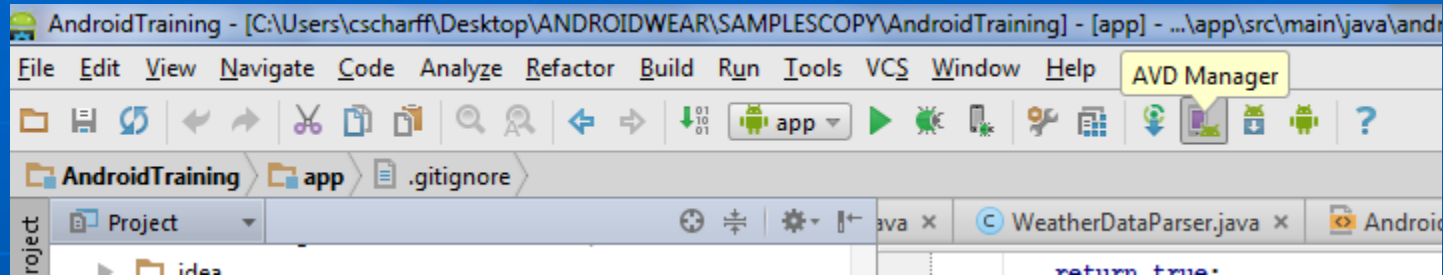 AndroidTraining - [C:\Users\cscharff\Desktop\ANDROIDWEAR\SAMPLESCOPY\AndroidTraining] - [app] - ...\app\src\main\java\andr
File Edit View Navigate Code Analyze Refactor Build Run Tools VCS Window Help
AVD Manager
app
AndroidTraining app .gitignore
Project
ava
WeatherDataParser.java
Androi
roject
idea
return true;